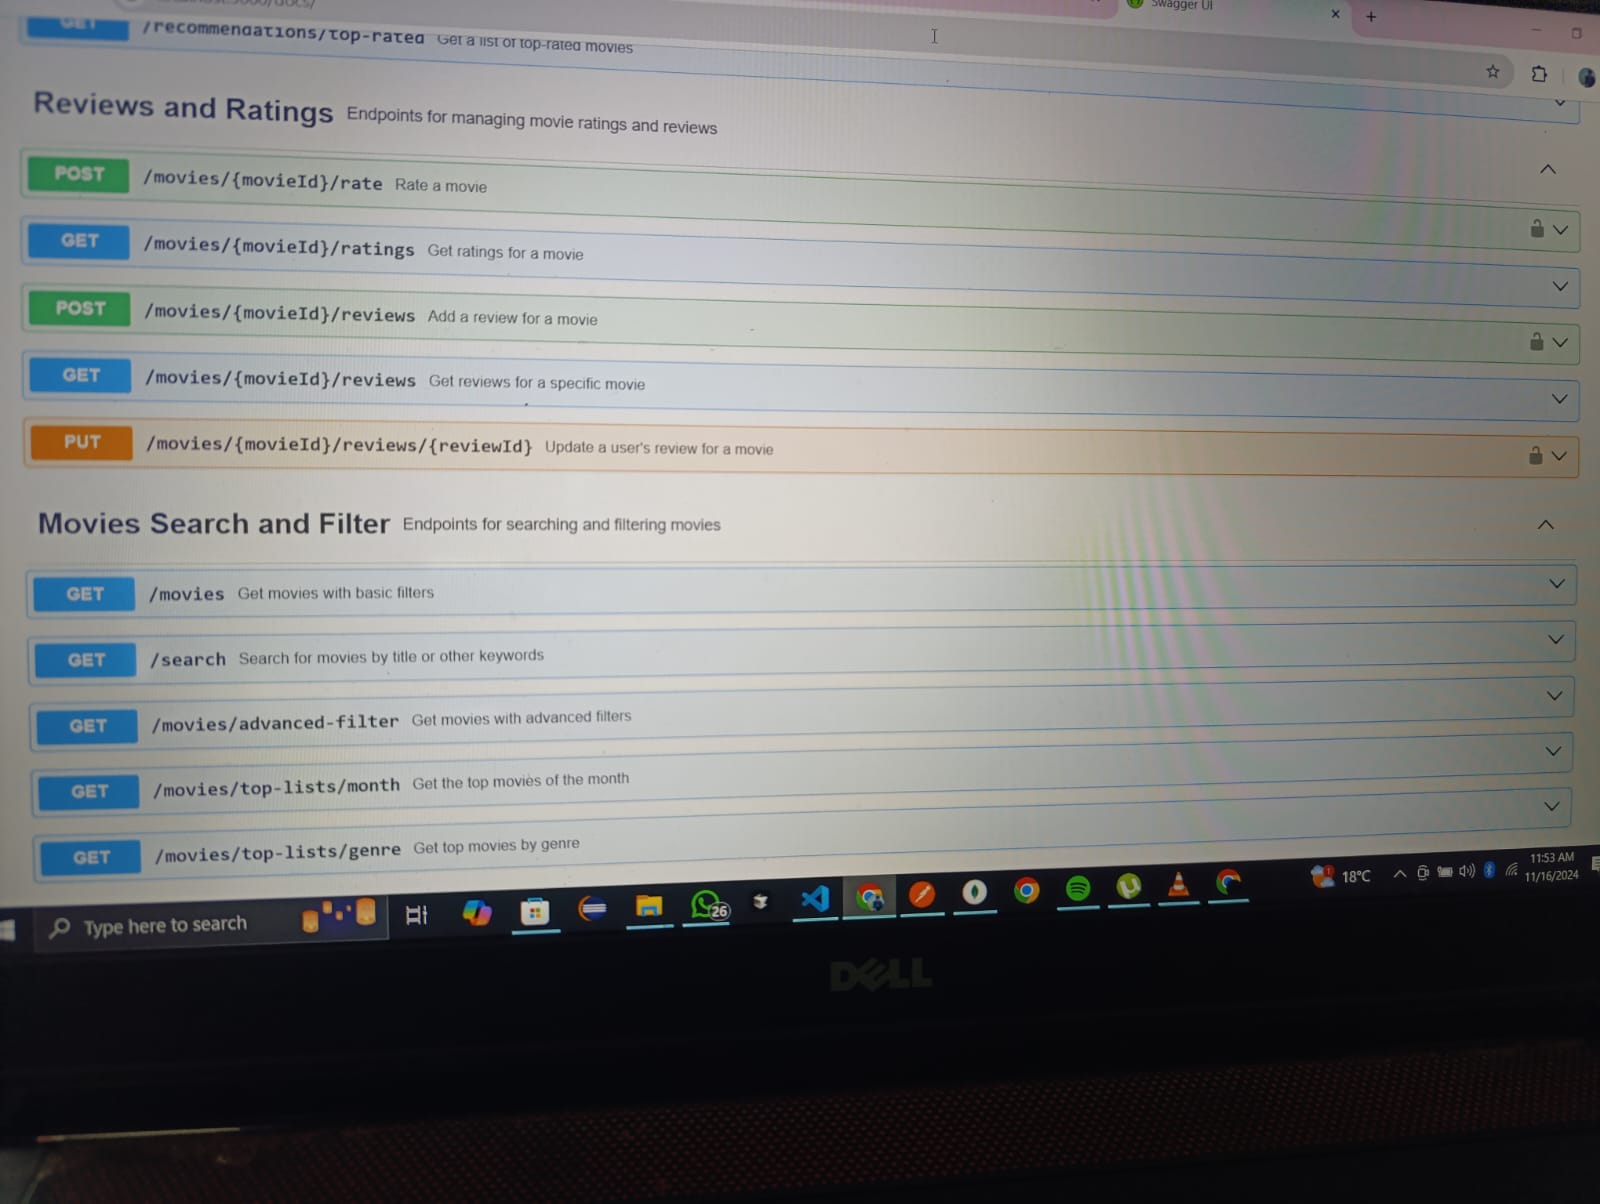 Swagger UI
GET /recommendations/top-rated Get a list of top-rated movies
Reviews and Ratings Endpoints for managing movie ratings and reviews
POST /movies/{movieId}/rate Rate a movie
GET /movies/{movieId}/ratings Get ratings for a movie
POST /movies/{movieId}/reviews Add a review for a movie
GET /movies/{movieId}/reviews Get reviews for a specific movie
PUT /movies/{movieId}/reviews/{reviewId} Update a user's review for a movie
Movies Search and Filter Endpoints for searching and filtering movies
GET /movies Get movies with basic filters
GET /search Search for movies by title or other keywords
GET /movies/advanced-filter Get movies with advanced filters
GET /movies/top-lists/month Get the top movies of the month
GET /movies/top-lists/genre Get top movies by genre
Type here to search 26 18°C 11:53 AM
11/16/2024
DELL